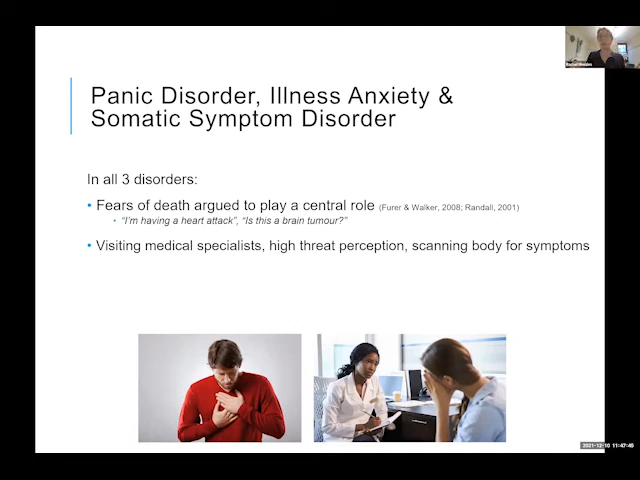 Panic Disorder, Illness Anxiety &
Somatic Symptom Disorder
In all 3 disorders:
• Fears of death argued to play a central role (Furer & Walker, 2008; Randall, 2001)
• “I’m having a heart attack”, “Is this a brain tumour?”
• Visiting medical specialists, high threat perception, scanning body for symptoms
2021-12-10 11:47:45